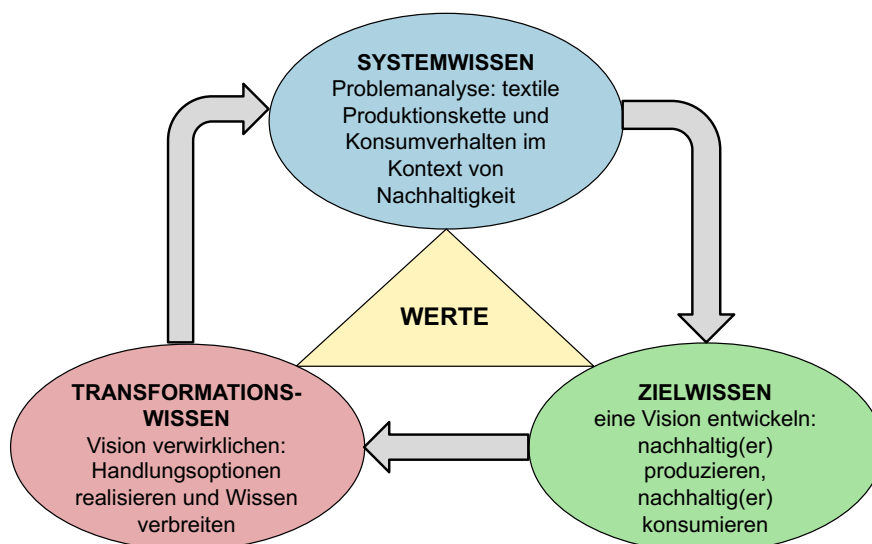 SYSTEMWISSEN
Problemanalyse: textile
Produktionskette und
Konsumverhalten im
Kontext von
Nachhaltigkeit
WERTE
TRANSFORMATIONS-
WISSEN
Vision verwirklichen:
Handlungsoptionen
realisieren und Wissen
verbreiten
ZIELWISSEN
eine Vision entwickeln:
nachhaltig(er)
produzieren,
nachhaltig(er)
konsumieren